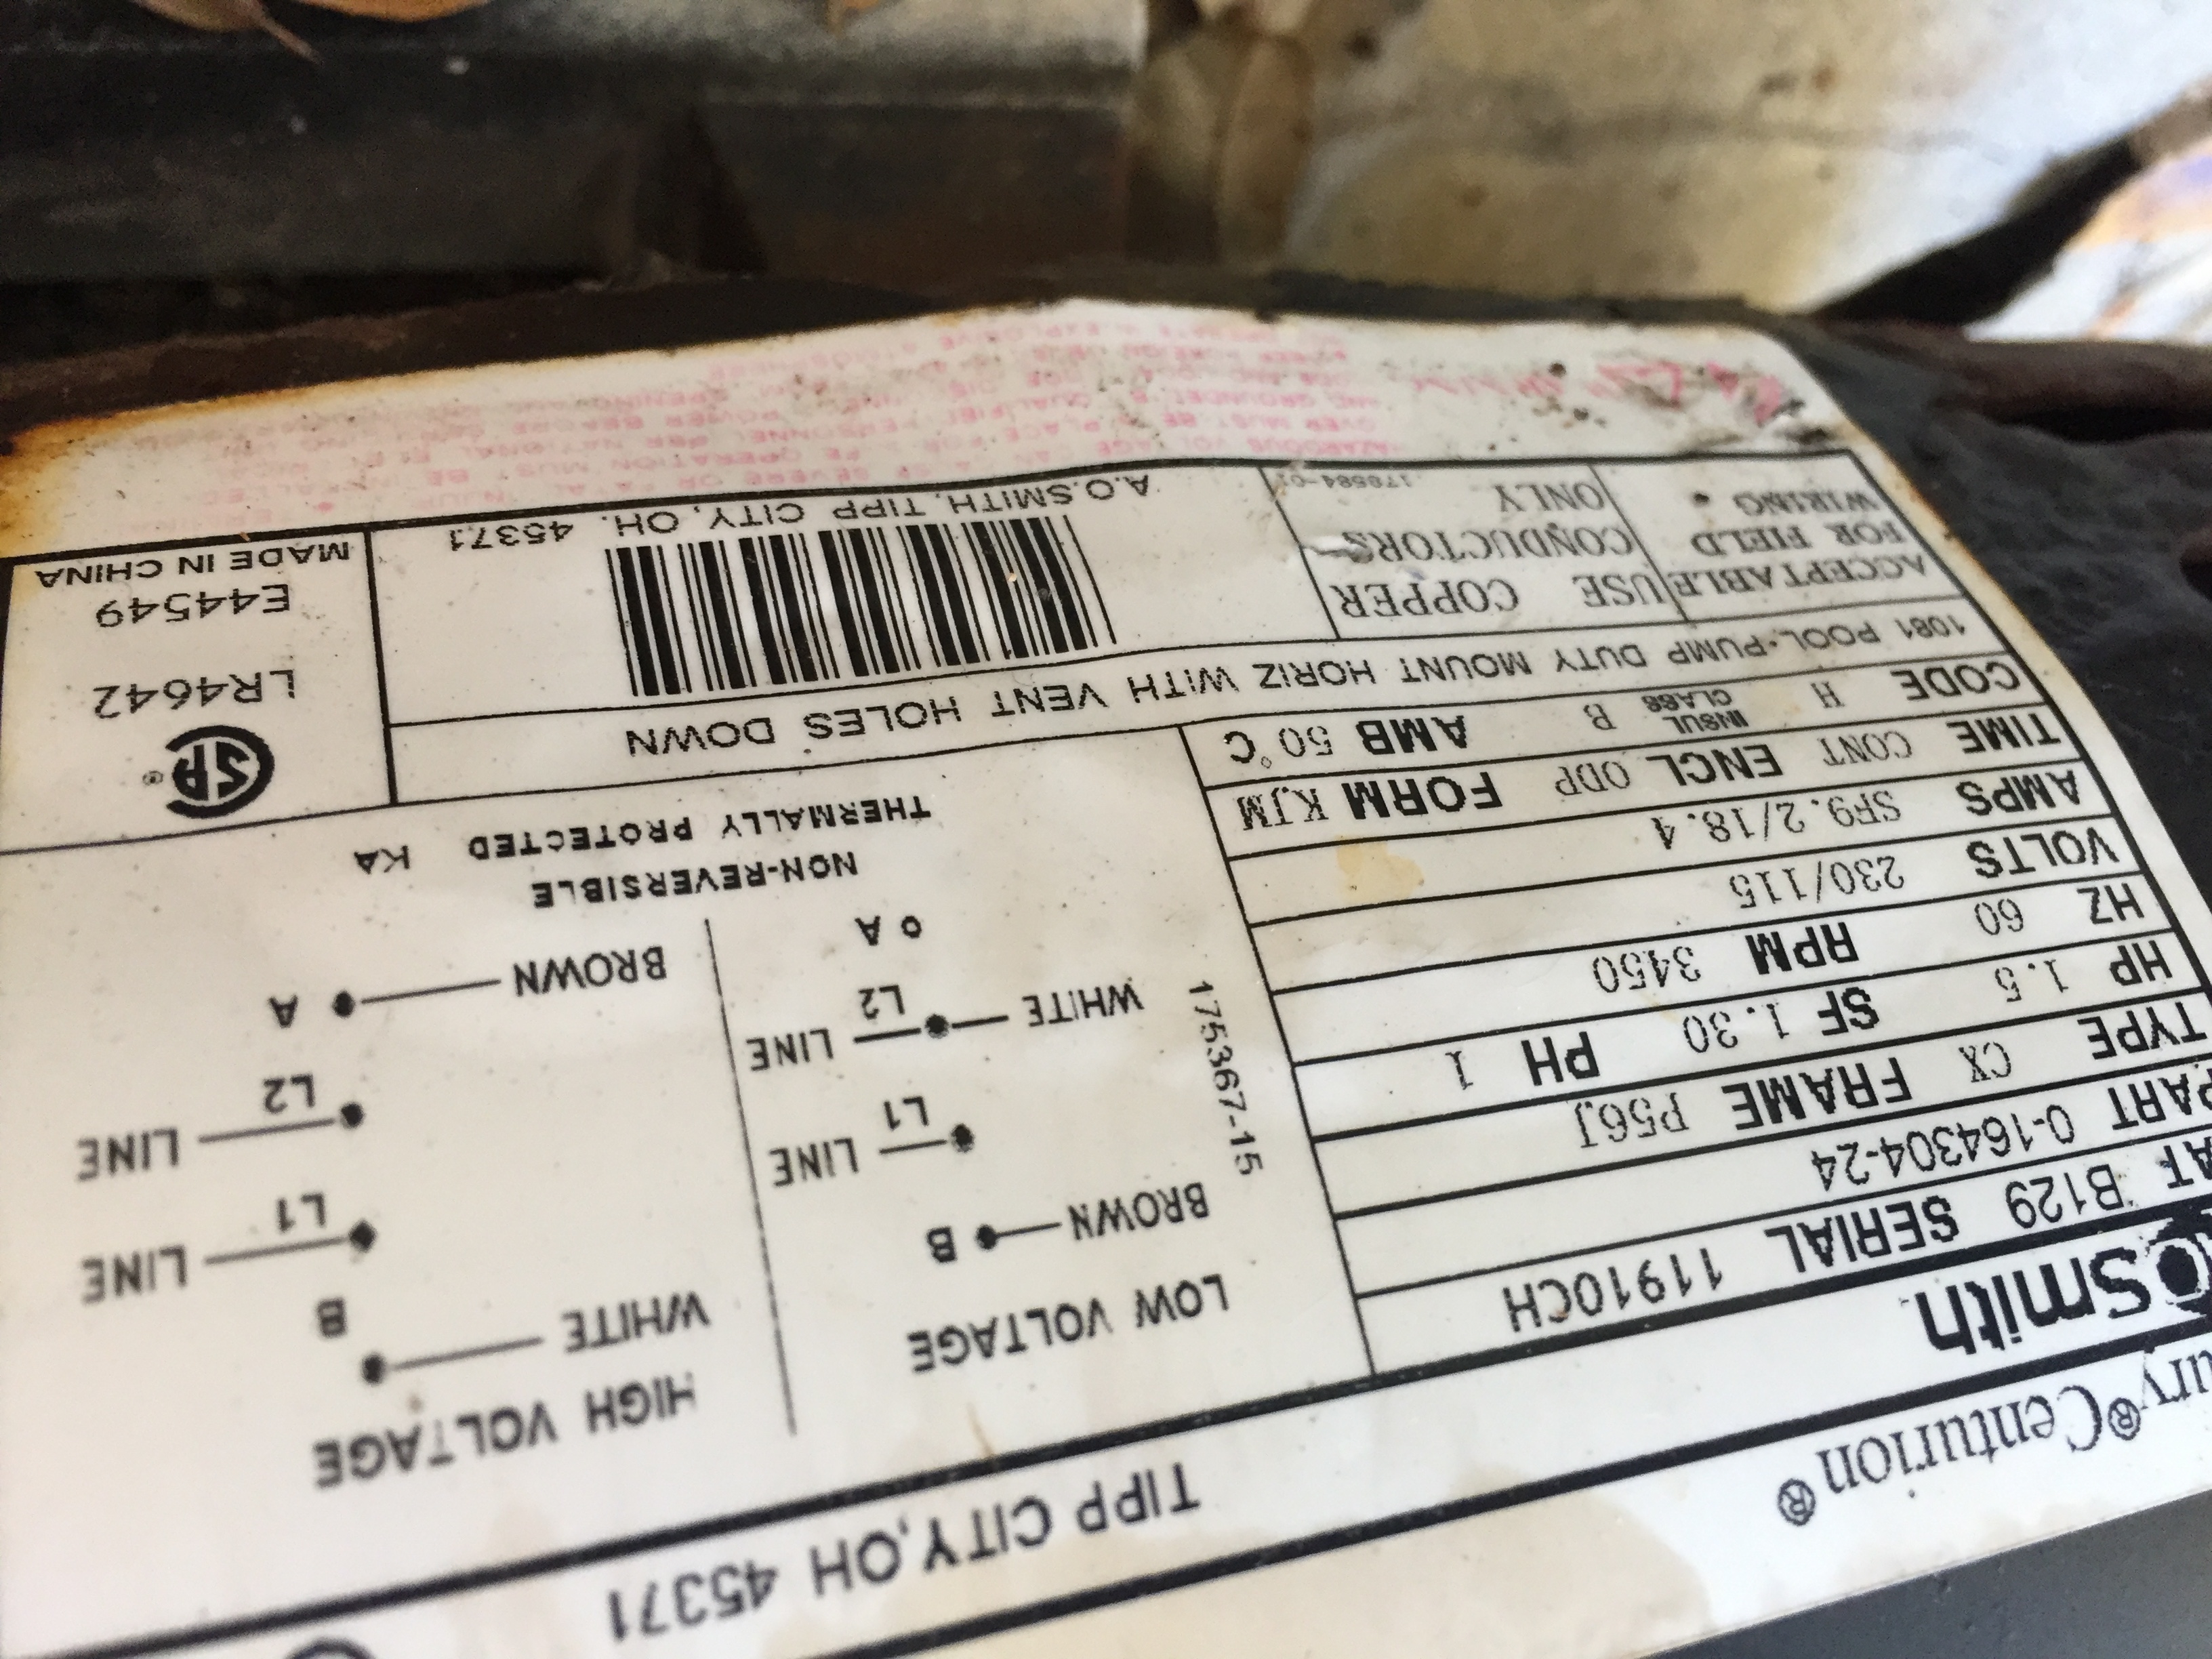 ury®Centurion®
Smith
TIPP CITY,OH 45371
AT B129 SERIAL 11910CH
PART 0-164304-24
TYPE CX FRAME P56J
HP 1.5 SF 1.30 PH 1
HZ 60 RPM 3450
VOLTS 230/115
AMPS SF9.2/18.4
TIME CONT ENCL ODP FORM KJM
CODE H INSUL CLASS B AMB 50°C
1081 POOL-PUMP DUTY MOUNT HORIZ WITH VENT HOLES DOWN
ACCEPTABLE
FOR FIELD
WIRING
USE COPPER
CONDUCTORS
ONLY
178584-01
A.O.SMITH, TIPP CITY, OH. 45371
LOW VOLTAGE
BROWN B
LINE L1
WHITE L2 LINE
A
175367-15
HIGH VOLTAGE
WHITE B
L1 LINE
L2 LINE
BROWN A
NON-REVERSIBLE
THERMALLY PROTECTED KA
SA®
LR4642
E44549
MADE IN CHINA